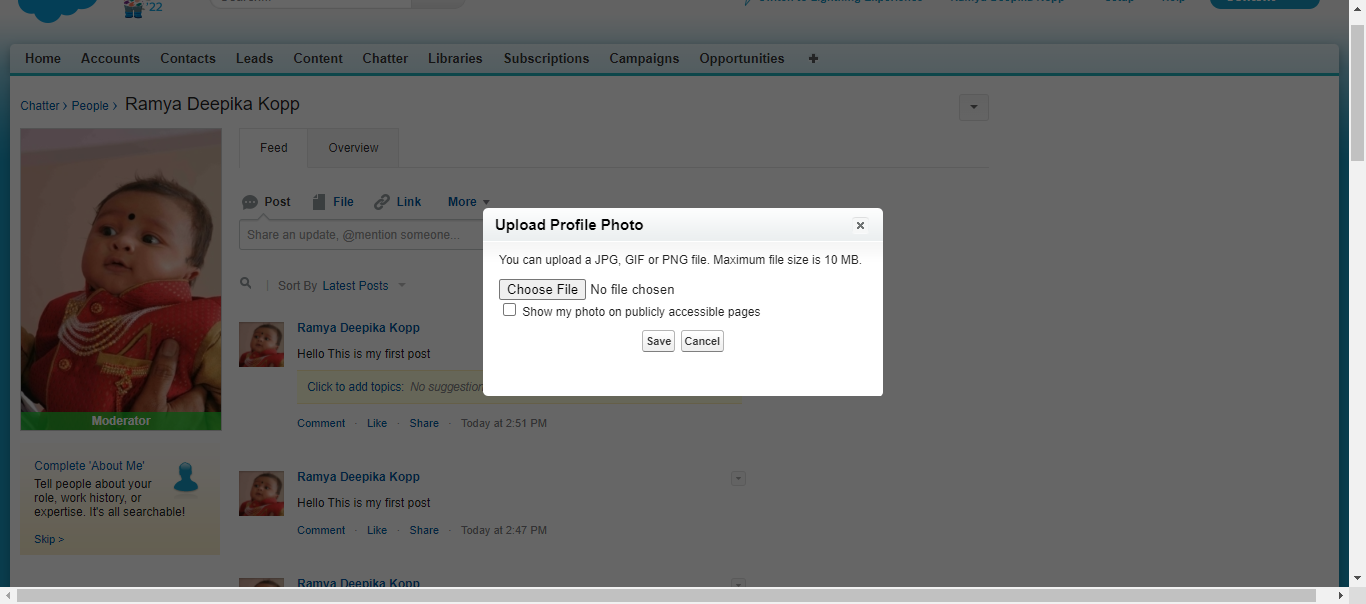 '22
Home Accounts Contacts Leads Content Chatter Libraries Subscriptions Campaigns Opportunities +
Chatter › People › Ramya Deepika Kopp
Feed Overview
Post File Link More
Share an update, @mention someone...
Sort By Latest Posts
Upload Profile Photo
You can upload a JPG, GIF or PNG file. Maximum file size is 10 MB.
Choose File No file chosen
Show my photo on publicly accessible pages
Save Cancel
Ramya Deepika Kopp
Hello This is my first post
Click to add topics: No suggestion
Comment · Like · Share · Today at 2:51 PM
Moderator
Complete 'About Me'
Tell people about your
role, work history, or
expertise. It's all searchable!
Skip >
Ramya Deepika Kopp
Hello This is my first post
Comment · Like · Share · Today at 2:47 PM
Ramya Deepika Kopp